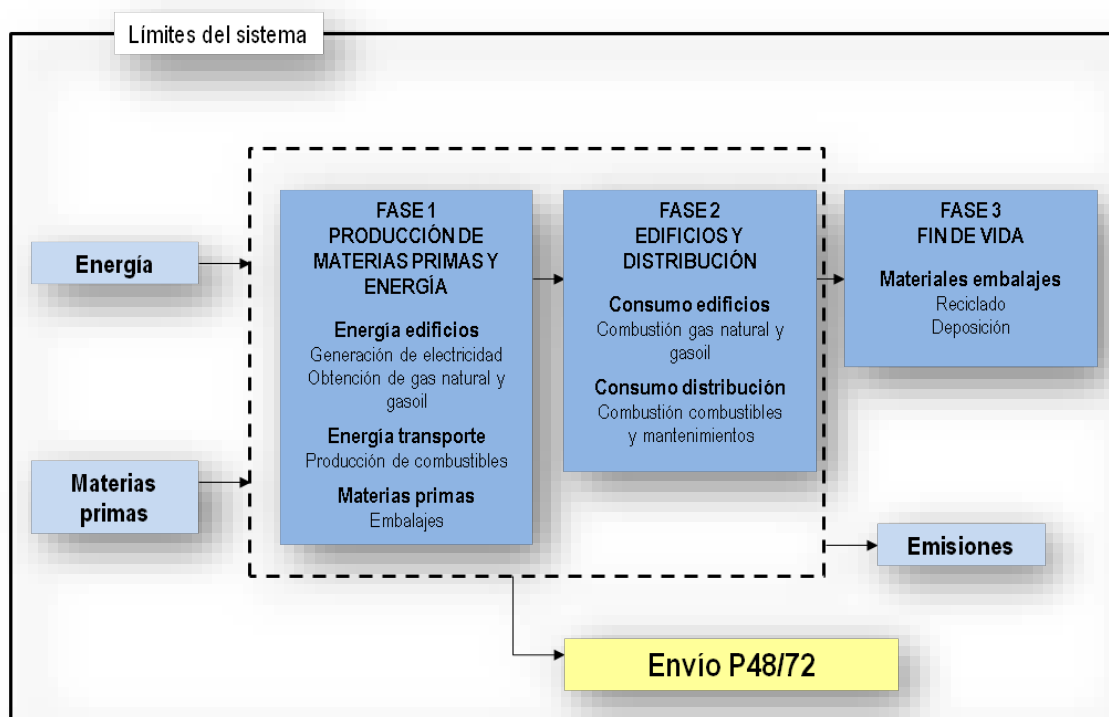 Límites del sistema
Energía
Materias
primas
FASE 1
PRODUCCIÓN DE
MATERIAS PRIMAS Y
ENERGÍA
Energía edificios
Generación de electricidad
Obtención de gas natural y
gasoil
Energía transporte
Producción de combustibles
Materias primas
Embalajes
FASE 2
EDIFICIOS Y
DISTRIBUCIÓN
Consumo edificios
Combustión gas natural y
gasoil
Consumo distribución
Combustión combustibles
y mantenimientos
FASE 3
FIN DE VIDA
Materiales embalajes
Reciclado
Deposición
Emisiones
Envío P48/72